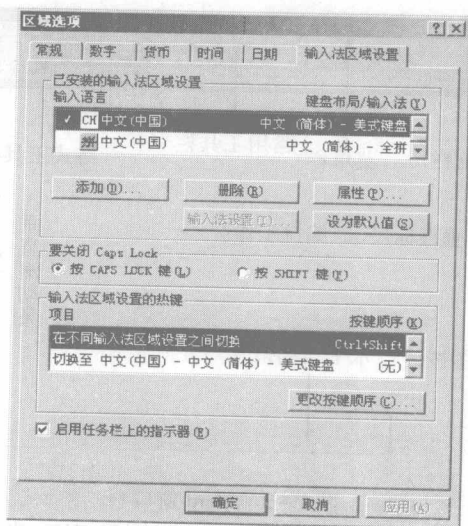 区域选项
常规 数字 货币 时间 日期 输入法区域设置
已安装的输入法区域设置
输入语言 键盘布局/输入法(Y)
✓ CH 中文(中国) 中文 (简体) - 美式键盘
拼 中文(中国) 中文 (简体) - 全拼
添加(D)... 删除(R) 属性(P)...
输入法设置(I)... 设为默认值(S)
要关闭 Caps Lock
按 CAPS LOCK 键(L) 按 SHIFT 键(F)
输入法区域设置的热键
项目 按键顺序(K)
在不同输入法区域设置之间切换 Ctrl+Shift
切换至 中文(中国) - 中文 (简体) - 美式键盘 (无)
更改按键顺序(C)...
启用任务栏上的指示器(E)
确定 取消 应用(A)